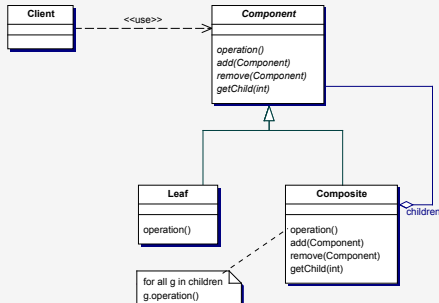 Client
<<use>>
Component
operation()
add(Component)
remove(Component)
getChild(int)
Leaf
operation()
Composite
operation()
add(Component)
remove(Component)
getChild(int)
children
for all g in children
g.operation()